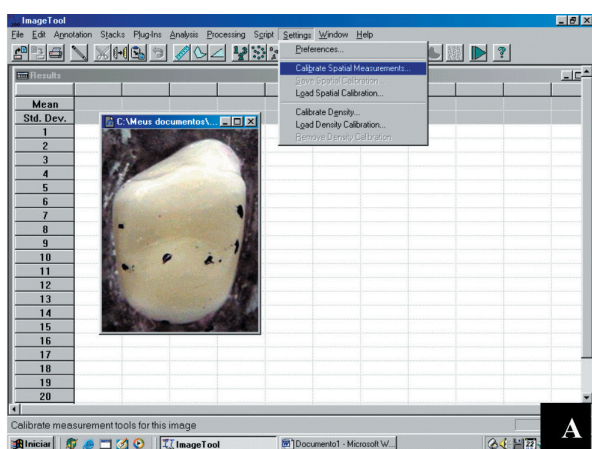 ImageTool
File Edit Annotation Stacks Plug-Ins Analysis Processing Script Settings Window Help
Preferences...
Calibrate Spatial Measurements...
Save Spatial Calibration
Load Spatial Calibration...
Calibrate Density...
Load Density Calibration...
Remove Density Calibration
Results
Mean
Std. Dev.
C:\Meus documentos\...
1
2
3
4
5
6
7
8
9
10
11
12
13
14
15
16
17
18
19
20
Calibrate measurement tools for this image
A
Iniciar ImageTool Documento1 - Microsoft W... 22